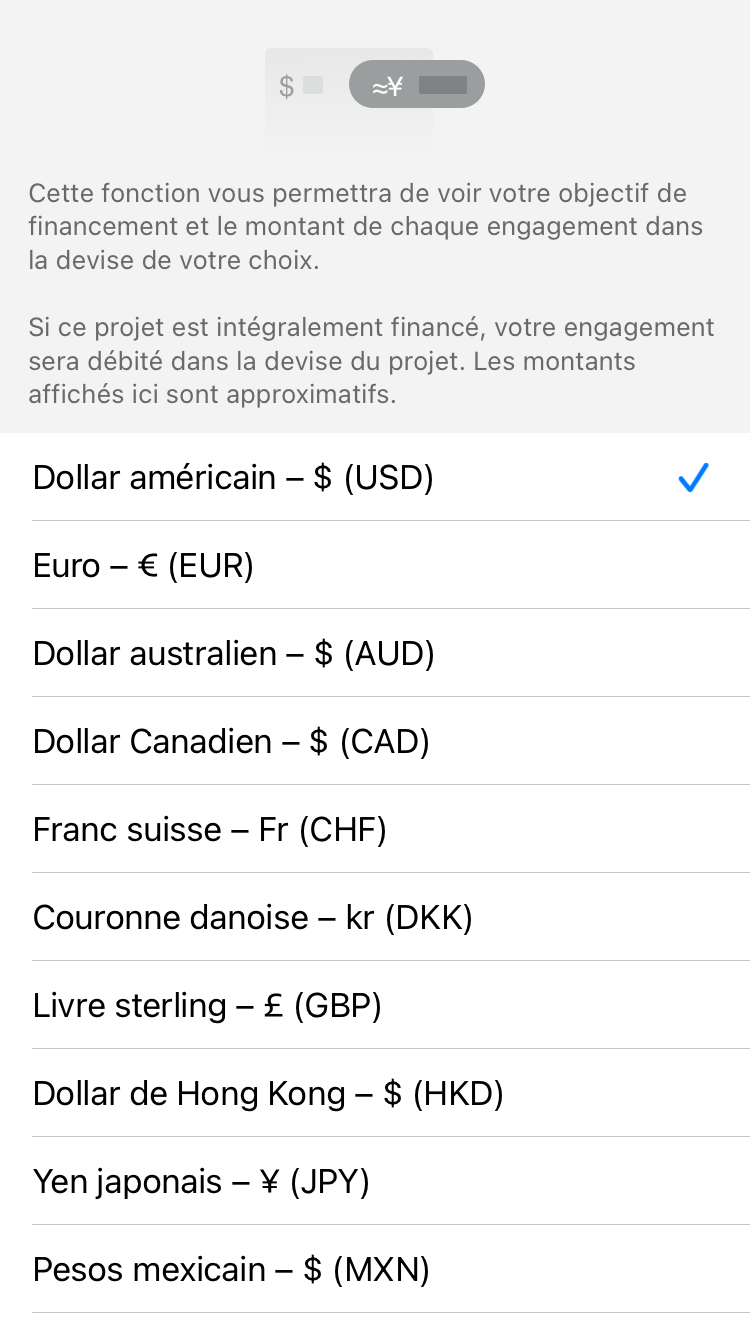 $ ≈¥
Cette fonction vous permettra de voir votre objectif de
financement et le montant de chaque engagement dans
la devise de votre choix.
Si ce projet est intégralement financé, votre engagement
sera débité dans la devise du projet. Les montants
affichés ici sont approximatifs.
Dollar américain – $ (USD)
Euro – € (EUR)
Dollar australien – $ (AUD)
Dollar Canadien – $ (CAD)
Franc suisse – Fr (CHF)
Couronne danoise – kr (DKK)
Livre sterling – £ (GBP)
Dollar de Hong Kong – $ (HKD)
Yen japonais – ¥ (JPY)
Pesos mexicain – $ (MXN)